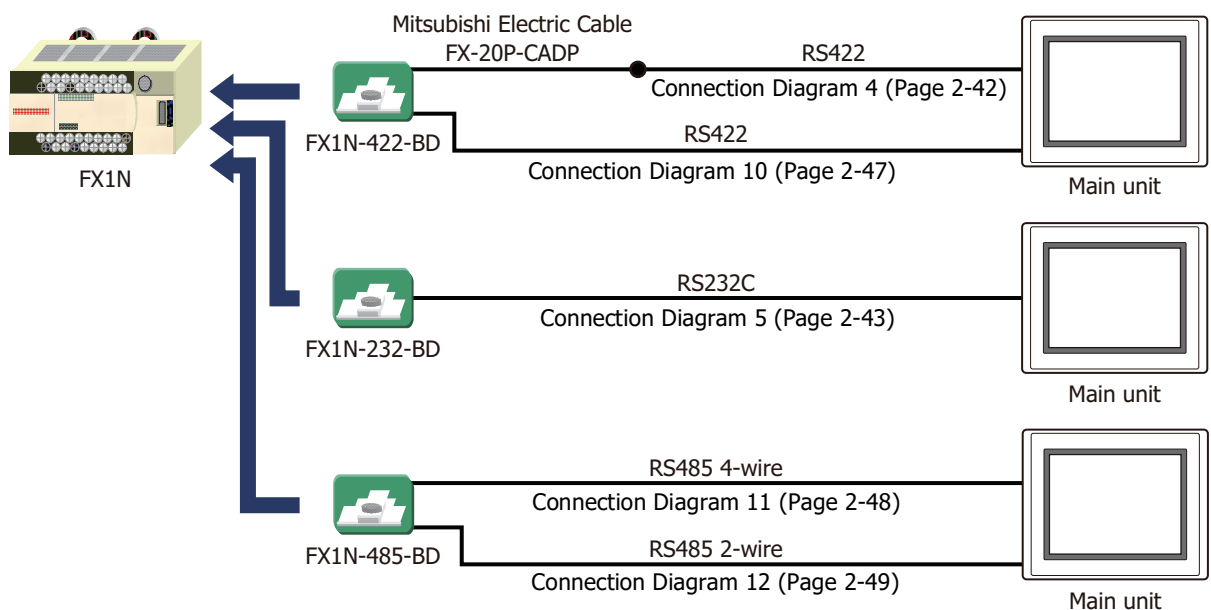 Mitsubishi Electric Cable
FX-20P-CADP
RS422
Connection Diagram 4 (Page 2-42)
FX1N-422-BD
RS422
Connection Diagram 10 (Page 2-47)
FX1N
Main unit
RS232C
Connection Diagram 5 (Page 2-43)
FX1N-232-BD
Main unit
RS485 4-wire
Connection Diagram 11 (Page 2-48)
FX1N-485-BD
RS485 2-wire
Connection Diagram 12 (Page 2-49)
Main unit